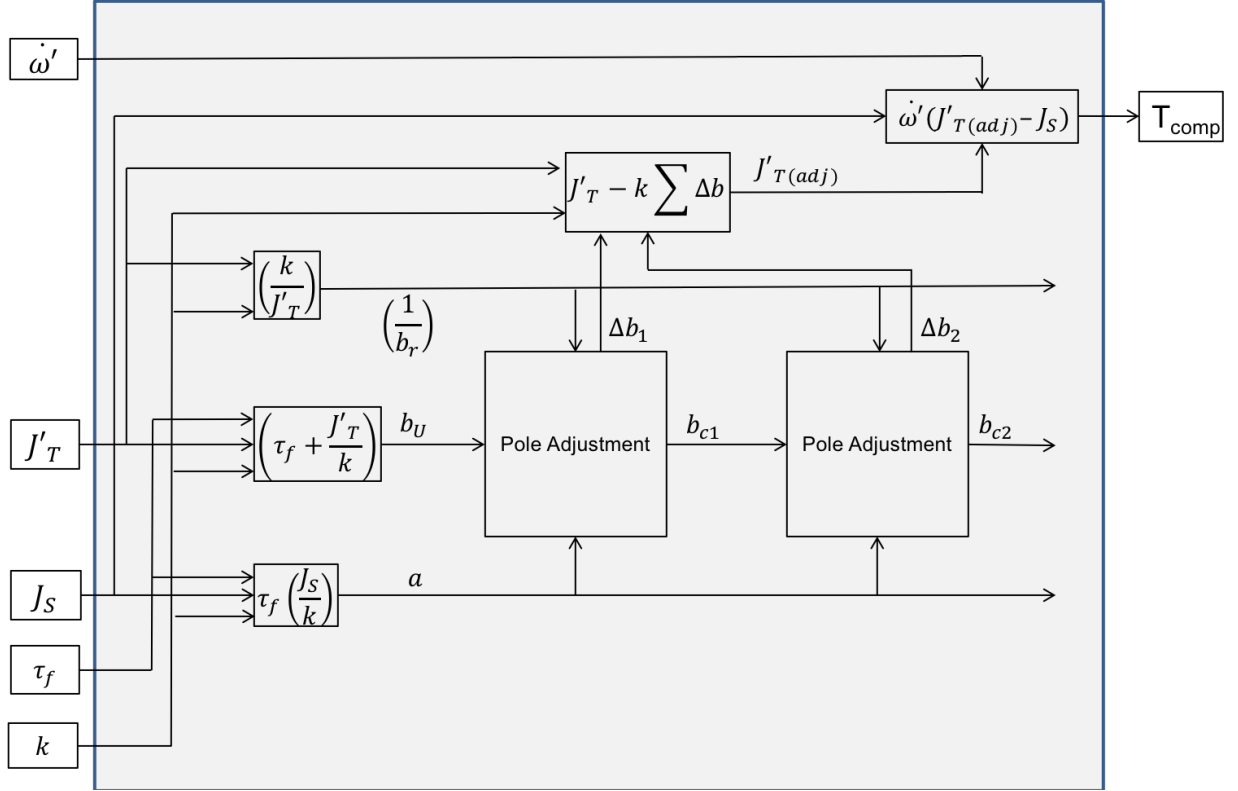 ω̇′
ω̇′(J′T(adj)−JS)
Tcomp
J′T − k∑Δb
J′T(adj)
(k/J′T)
(1/br)
Δb1
Δb2
J′T
(τf + J′T/k)
bU
Pole Adjustment
bc1
Pole Adjustment
bc2
JS
τf(JS/k)
a
τf
k